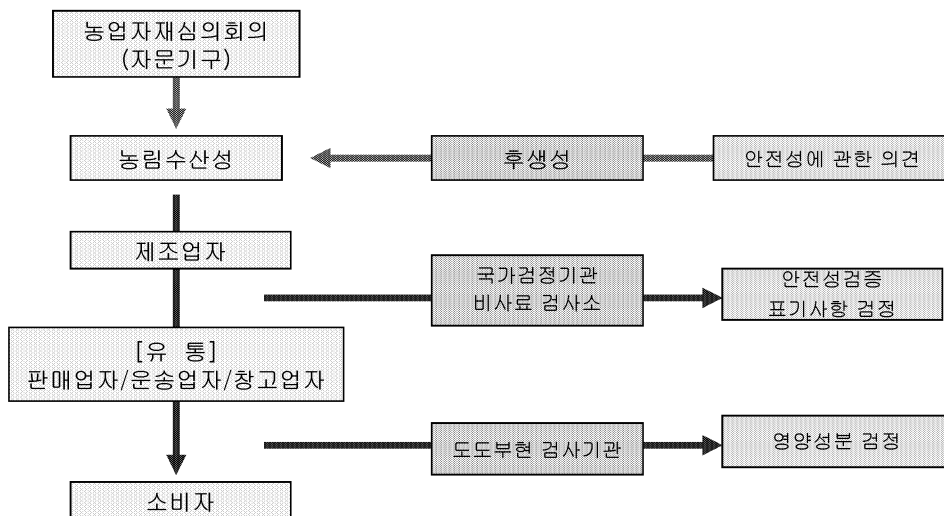 농업자재심의회의
(자문기구)
농림수산성
후생성
안전성에 관한 의견
제조업자
국가검정기관
비사료 검사소
안전성검증
표기사항 검정
[유 통]
판매업자/운송업자/창고업자
도도부현 검사기관
영양성분 검정
소비자